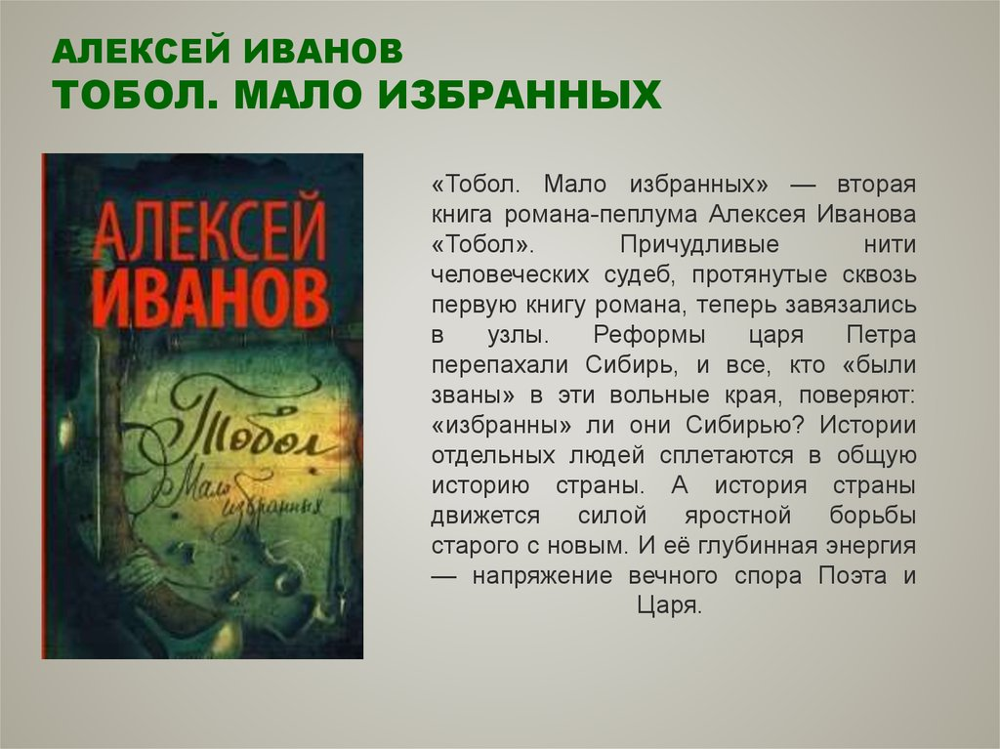 АЛЕКСЕЙ ИВАНОВ
ТОБОЛ. МАЛО ИЗБРАННЫХ
АЛЕКСЕЙ
ИВАНОВ
Тобол
Мало
избранных
«Тобол. Мало избранных» — вторая
книга романа-пеплума Алексея Иванова
«Тобол». Причудливые нити
человеческих судеб, протянутые сквозь
первую книгу романа, теперь завязались
в узлы. Реформы царя Петра
перепахали Сибирь, и все, кто «были
званы» в эти вольные края, поверяют:
«избранны» ли они Сибирью? Истории
отдельных людей сплетаются в общую
историю страны. А история страны
движется силой яростной борьбы
старого с новым. И её глубинная энергия
— напряжение вечного спора Поэта и
Царя.